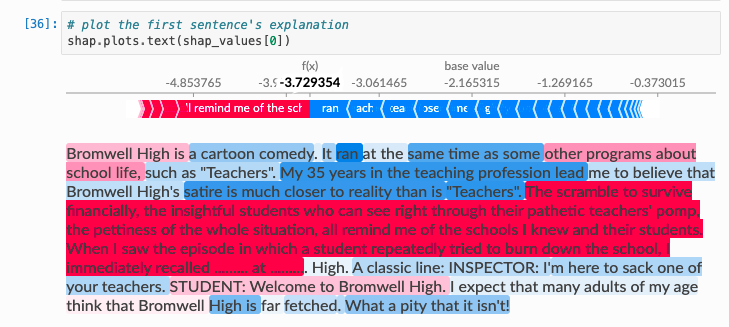 [36]:
# plot the first sentence's explanation
shap.plots.text(shap_values[0])
f(x) base value
-4.853765 -3.9 -3.729354 -3.061465 -2.165315 -1.269165 -0.373015
'I remind me of the sch ran ach :ea ose ne g
Bromwell High is a cartoon comedy. It ran at the same time as some other programs about
school life, such as "Teachers". My 35 years in the teaching profession lead me to believe that
Bromwell High's satire is much closer to reality than is "Teachers". The scramble to survive
financially, the insightful students who can see right through their pathetic teachers' pomp,
the pettiness of the whole situation, all remind me of the schools I knew and their students.
When I saw the episode in which a student repeatedly tried to burn down the school, I
immediately recalled ......... at .......... High. A classic line: INSPECTOR: I'm here to sack one of
your teachers. STUDENT: Welcome to Bromwell High. I expect that many adults of my age
think that Bromwell High is far fetched. What a pity that it isn't!